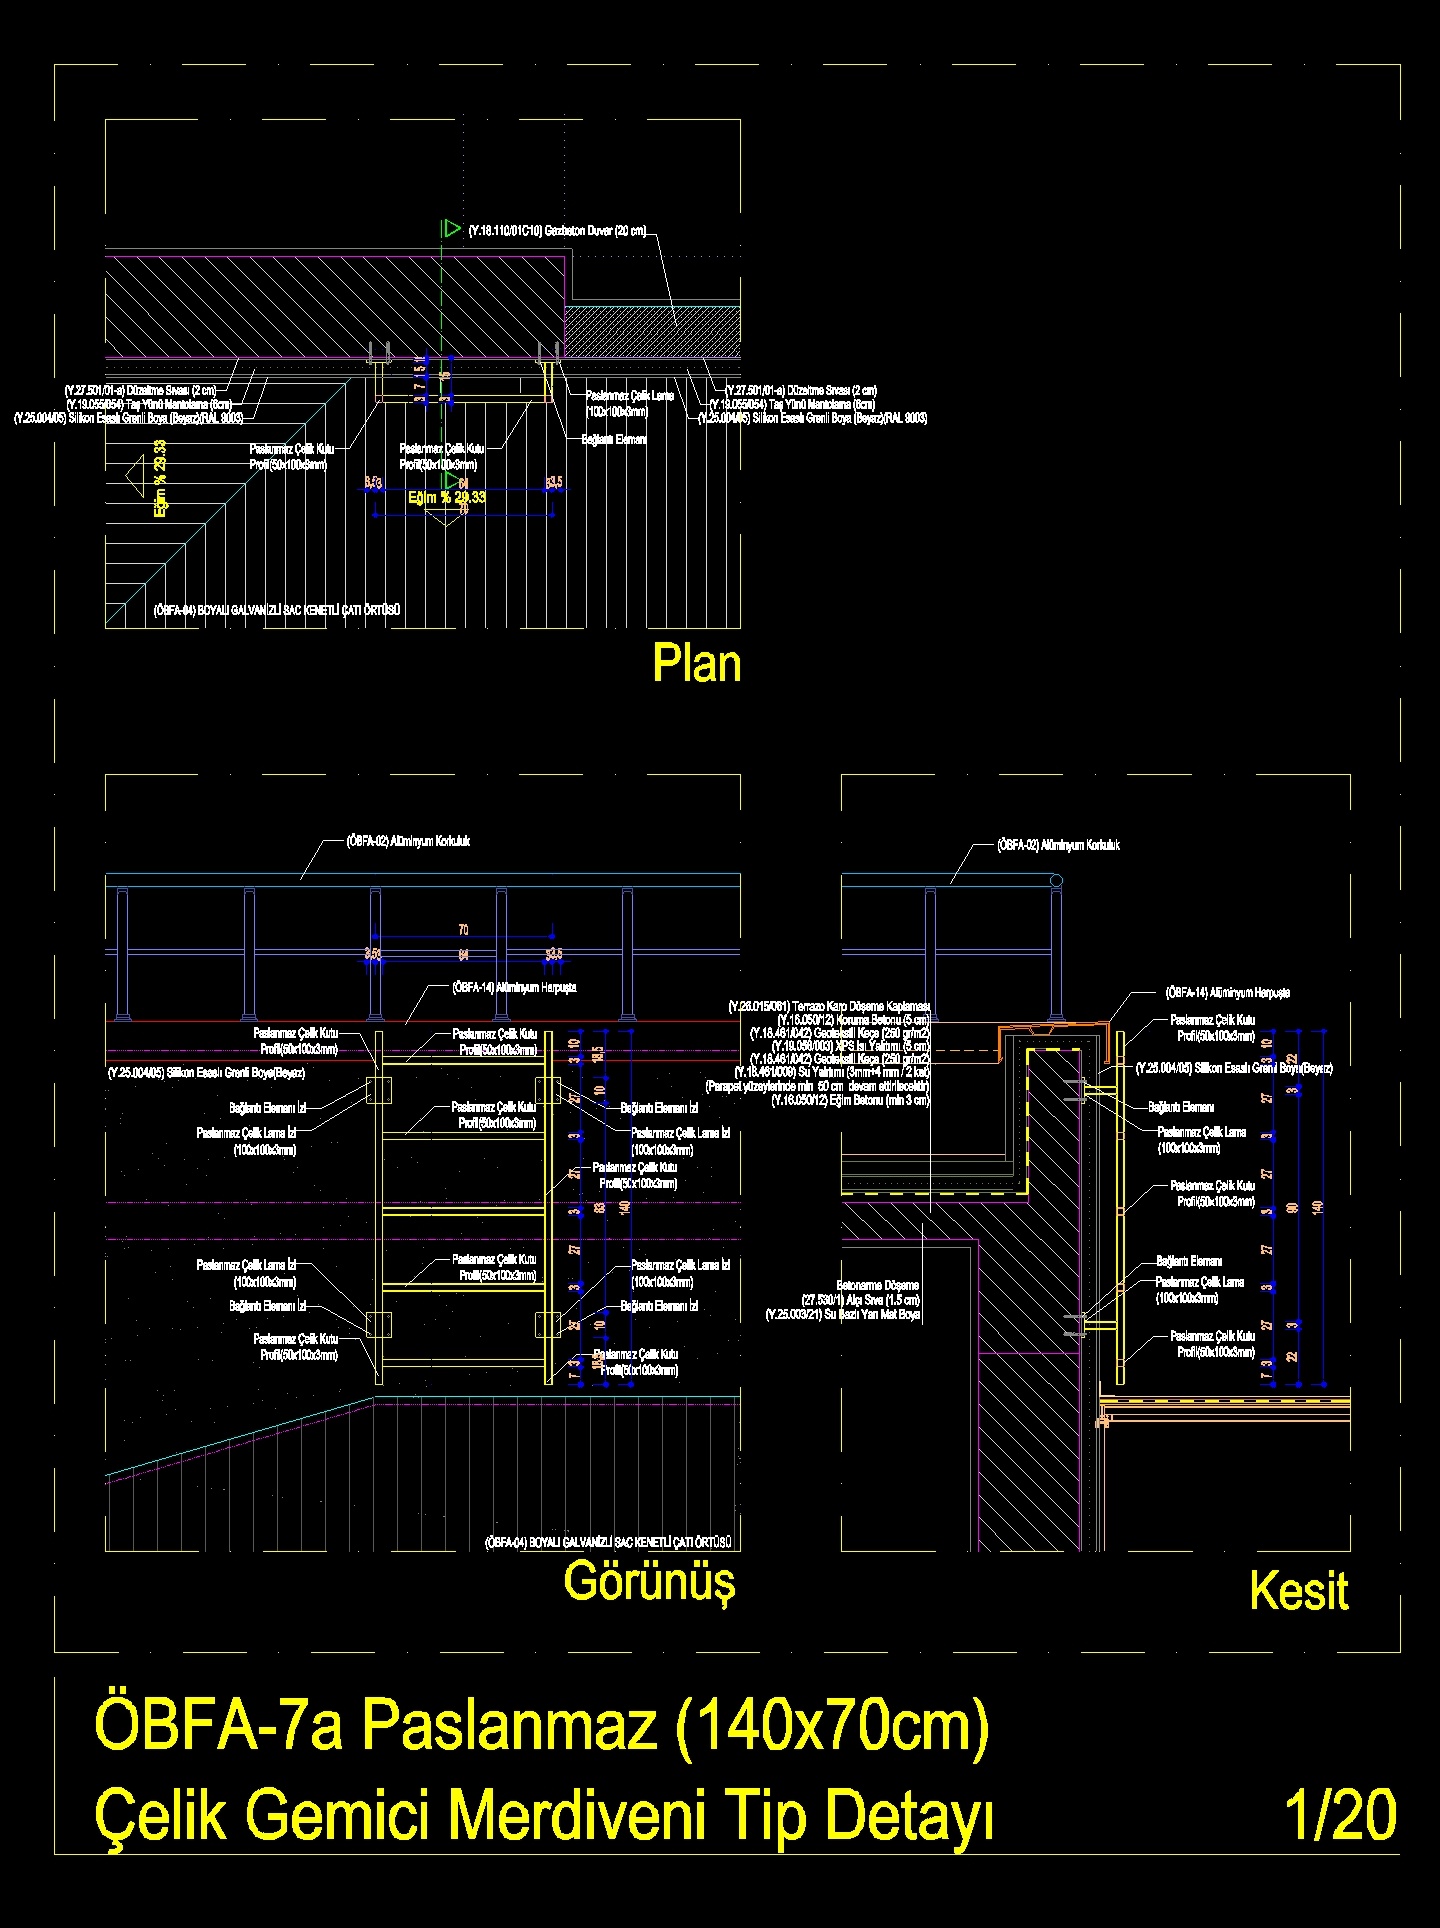 (Y.18.110/01C10) Gazbeton Duvar (20 cm)
(Y.27.501/01-a) Düzeltme Sıvası (2 cm)
(Y.19.055/054) Taş Yünü Mantolama (6cm)
(Y.25.004/05) Silikon Esaslı Grenli Boya (Beyaz)(RAL 9003)
Paslanmaz Çelik Lama
(100x100x3mm)
Bağlantı Elemanı
(Y.27.501/01-a) Düzeltme Sıvası (2 cm)
(Y.19.055/054) Taş Yünü Mantolama (6cm)
(Y.25.004/05) Silikon Esaslı Grenli Boya (Beyaz)(RAL 9003)
Paslanmaz Çelik Kutu
Profil(50x100x3mm)
Paslanmaz Çelik Kutu
Profil(50x100x3mm)
Eğim % 29.33
Eğim % 29.33
(ÖBFA-04) BOYALI GALVANİZLİ SAC KENETLİ ÇATI ÖRTÜSÜ
Plan
(ÖBFA-02) Alüminyum Korkuluk
70
64
(ÖBFA-14) Alüminyum Harpuşta
Paslanmaz Çelik Kutu
Profil(50x100x3mm)
Paslanmaz Çelik Kutu
Profil(50x100x3mm)
(Y.25.004/05) Silikon Esaslı Grenli Boya(Beyaz)
Bağlantı Elemanı İzi
Paslanmaz Çelik Lama İzi
(100x100x3mm)
Paslanmaz Çelik Kutu
Profil(50x100x3mm)
Bağlantı Elemanı İzi
Paslanmaz Çelik Lama İzi
(100x100x3mm)
Paslanmaz Çelik Kutu
Profil(50x100x3mm)
Paslanmaz Çelik Lama İzi
(100x100x3mm)
Bağlantı Elemanı İzi
Paslanmaz Çelik Kutu
Profil(50x100x3mm)
Paslanmaz Çelik Kutu
Profil(50x100x3mm)
Paslanmaz Çelik Lama İzi
(100x100x3mm)
Bağlantı Elemanı İzi
Paslanmaz Çelik Kutu
Profil(50x100x3mm)
10 3 27 3 27 3 27 3 27 3 7
18.5 10 83 10
140
(ÖBFA-04) BOYALI GALVANİZLİ SAC KENETLİ ÇATI ÖRTÜSÜ
Görünüş
(ÖBFA-02) Alüminyum Korkuluk
(ÖBFA-14) Alüminyum Harpuşta
(Y.26.015/061) Terrazo Karo Döşeme Kaplaması
(Y.16.050/12) Koruma Betonu (5 cm)
(Y.18.461/042) Geotekstil Keçe (250 gr/m2)
(Y.19.056/003) XPS Isı Yalıtımı (5 cm)
(Y.18.461/042) Geotekstil Keçe (250 gr/m2)
(Y.18.461/009) Su Yalıtımı (3mm+4 mm / 2 kat)
(Parapet yüzeylerinde min 50 cm devam ettirilecektir)
(Y.16.050/12) Eğim Betonu (min 3 cm)
Paslanmaz Çelik Kutu
Profil(50x100x3mm)
(Y.25.004/05) Silikon Esaslı Grenli Boya(Beyaz)
Bağlantı Elemanı
Paslanmaz Çelik Lama
(100x100x3mm)
Paslanmaz Çelik Kutu
Profil(50x100x3mm)
Bağlantı Elemanı
Paslanmaz Çelik Lama
(100x100x3mm)
Paslanmaz Çelik Kutu
Profil(50x100x3mm)
10 3 27 3 27 3 27 3 27 3 7
22 3 90 3 22
140
Betonarme Döşeme
(27.530/1) Alçı Sıva (1.5 cm)
(Y.25.003/21) Su Bazlı Yarı Mat Boya
Kesit
ÖBFA-7a Paslanmaz (140x70cm)
Çelik Gemici Merdiveni Tip Detayı
1/20